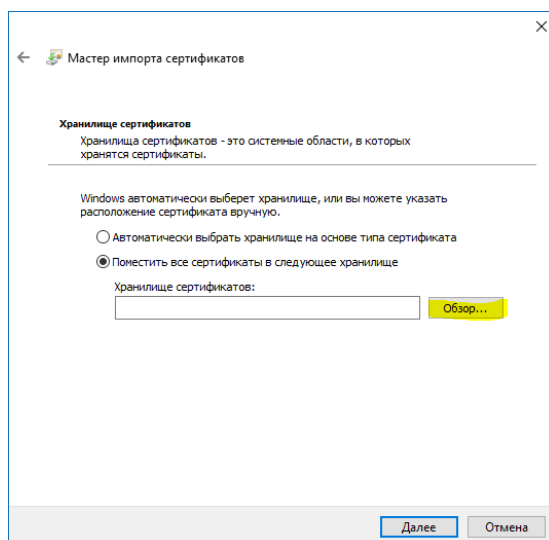 Мастер импорта сертификатов
Хранилище сертификатов
Хранилища сертификатов - это системные области, в которых
хранятся сертификаты.
Windows автоматически выберет хранилище, или вы можете указать
расположение сертификата вручную.
Автоматически выбрать хранилище на основе типа сертификата
Поместить все сертификаты в следующее хранилище
Хранилище сертификатов:
Обзор...
Далее Отмена